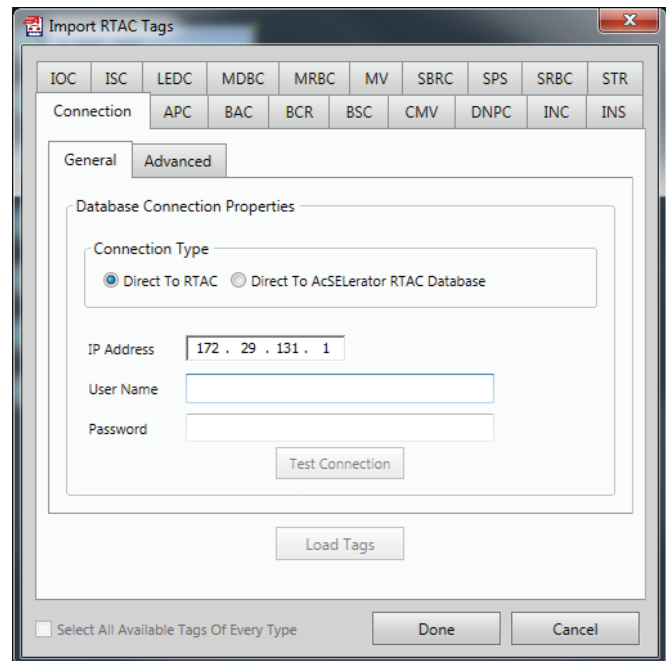 Import RTAC Tags
IOC ISC LEDC MDBC MRBC MV SBRC SPS SRBC STR
Connection APC BAC BCR BSC CMV DNPC INC INS
General Advanced
Database Connection Properties
Connection Type
Direct To RTAC Direct To AcSELerator RTAC Database
IP Address 172 . 29 . 131 . 1
User Name
Password
Test Connection
Load Tags
Select All Available Tags Of Every Type Done Cancel